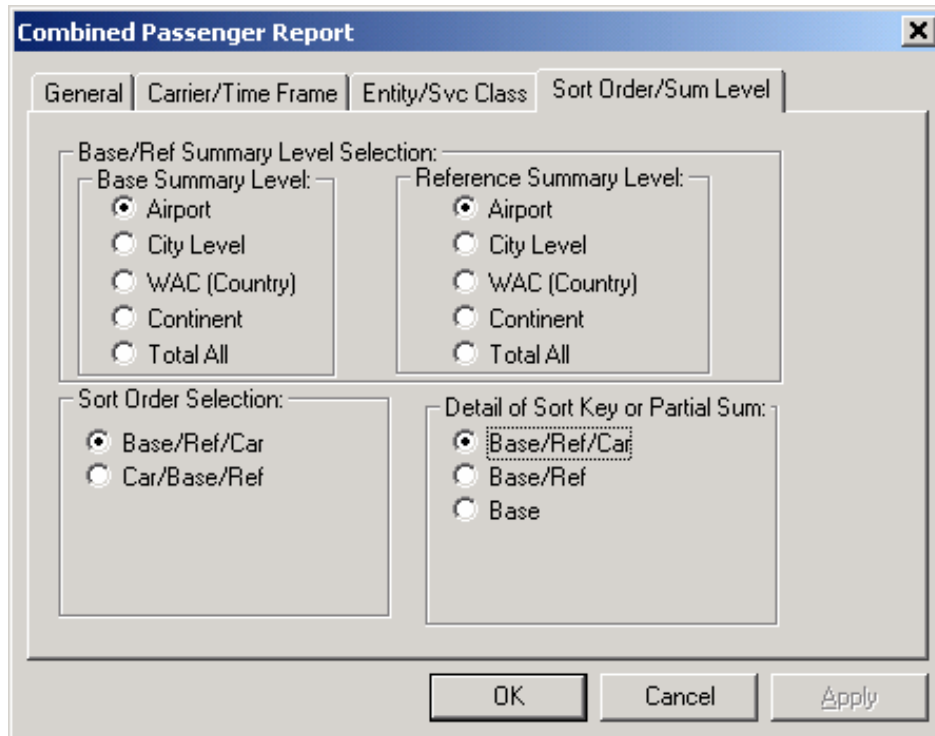 Combined Passenger Report
General Carrier/Time Frame Entity/Svc Class Sort Order/Sum Level
Base/Ref Summary Level Selection:
Base Summary Level: Reference Summary Level:
Airport Airport
City Level City Level
WAC (Country) WAC (Country)
Continent Continent
Total All Total All
Sort Order Selection: Detail of Sort Key or Partial Sum:
Base/Ref/Car Base/Ref/Car
Car/Base/Ref Base/Ref
Base
OK Cancel Apply